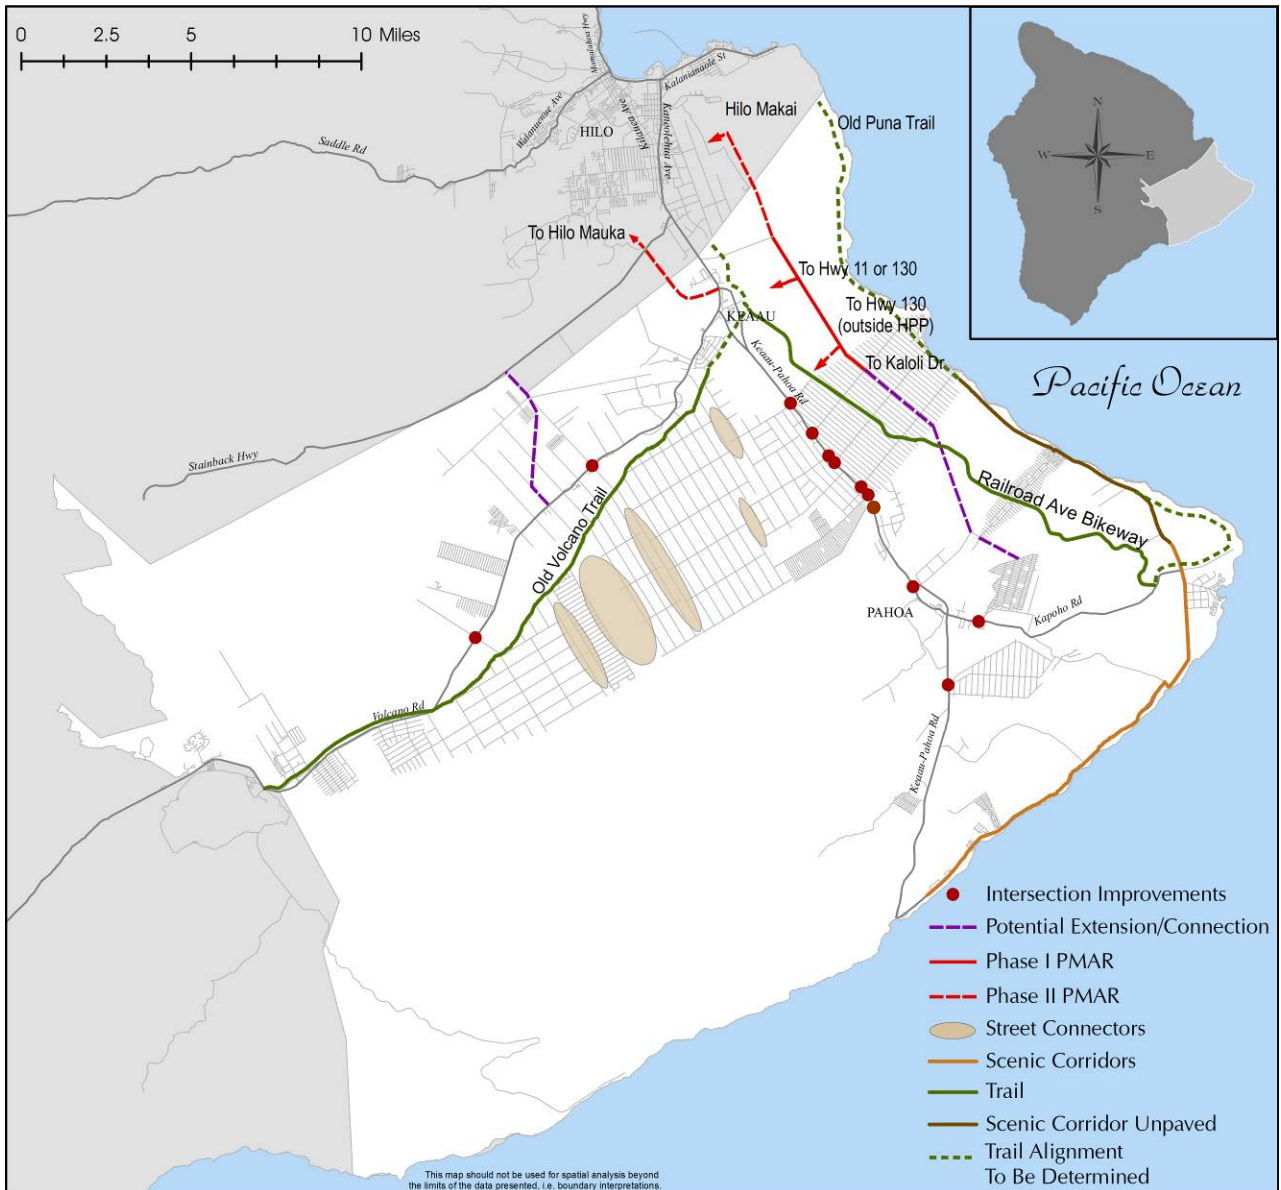 0 2.5 5 10 Miles
Mamalahoa Hwy
Kalanianaole St
Walanuenue Ave
Kilauea Ave
Kanoelehua Ave
HILO
Hilo Makai
Old Puna Trail
Saddle Rd
N
W E
S
To Hilo Mauka
To Hwy 11 or 130
To Hwy 130
(outside HPP)
KEAAU
Keaau-Pahoa Rd
To Kaloli Dr
Pacific Ocean
Stainback Hwy
Old Volcano Trail
Railroad Ave Bikeway
PAHOA
Kapoho Rd
Volcano Rd
Keaau-Pahoa Rd
Intersection Improvements
Potential Extension/Connection
Phase I PMAR
Phase II PMAR
Street Connectors
Scenic Corridors
Trail
Scenic Corridor Unpaved
Trail Alignment
To Be Determined
This map should not be used for spatial analysis beyond
the limits of the data presented, i.e. boundary interpretations.